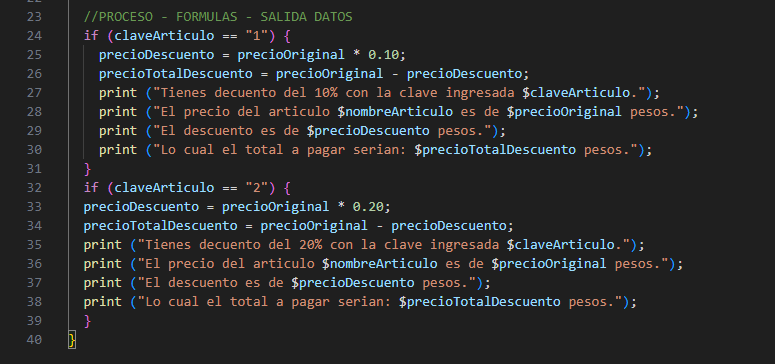 23 //PROCESO - FORMULAS - SALIDA DATOS
24 if (claveArticulo == "1") {
25 precioDescuento = precioOriginal * 0.10;
26 precioTotalDescuento = precioOriginal - precioDescuento;
27 print ("Tienes decuento del 10% con la clave ingresada $claveArticulo.");
28 print ("El precio del articulo $nombreArticulo es de $precioOriginal pesos.");
29 print ("El descuento es de $precioDescuento pesos.");
30 print ("Lo cual el total a pagar serian: $precioTotalDescuento pesos.");
31 }
32 if (claveArticulo == "2") {
33 precioDescuento = precioOriginal * 0.20;
34 precioTotalDescuento = precioOriginal - precioDescuento;
35 print ("Tienes decuento del 20% con la clave ingresada $claveArticulo.");
36 print ("El precio del articulo $nombreArticulo es de $precioOriginal pesos.");
37 print ("El descuento es de $precioDescuento pesos.");
38 print ("Lo cual el total a pagar serian: $precioTotalDescuento pesos.");
39 }
40 }